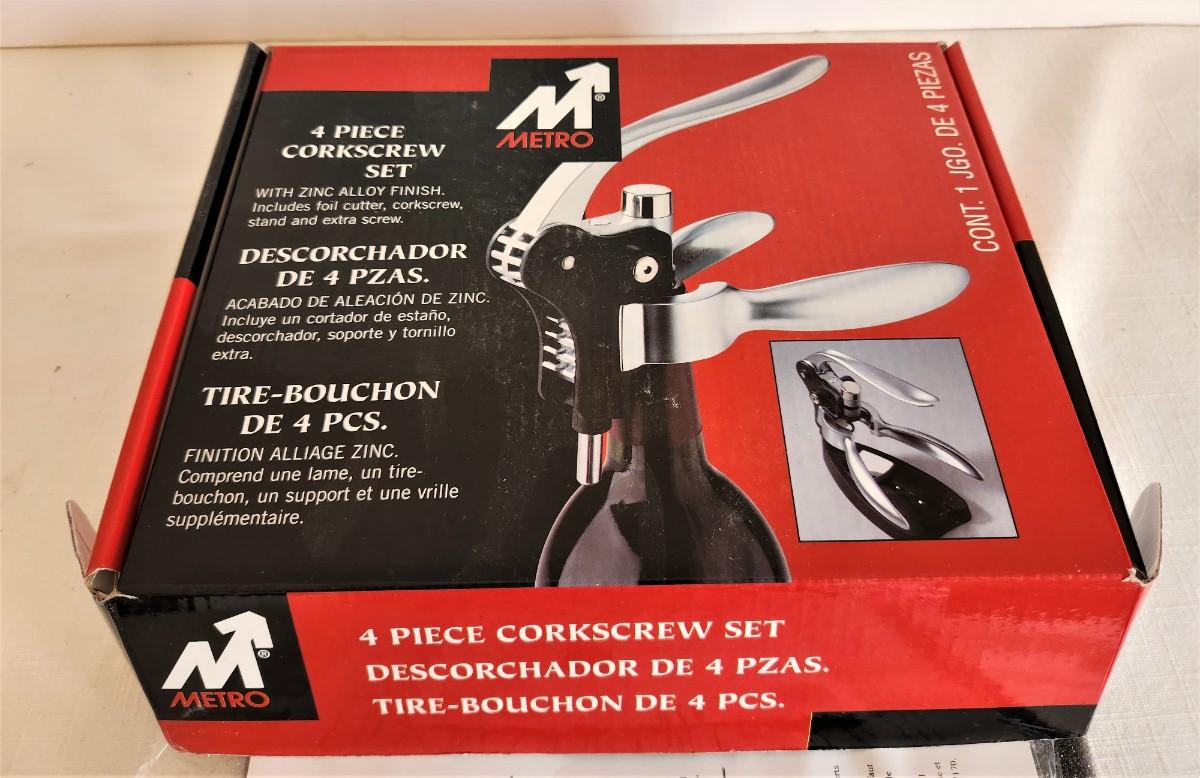 METRO
®
4 PIECE
CORKSCREW
SET
WITH ZINC ALLOY FINISH.
Includes foil cutter, corkscrew,
stand and extra screw.
DESCORCHADOR
DE 4 PZAS.
ACABADO DE ALEACIÓN DE ZINC.
Incluye un cortador de estaño,
descorchador, soporte y tornillo
extra.
TIRE-BOUCHON
DE 4 PCS.
FINITION ALLIAGE ZINC.
Comprend une lame, un tire-
bouchon, un support et une vrille
supplémentaire.
CONT. 1 JGO. DE 4 PIEZAS
METRO
®
4 PIECE CORKSCREW SET
DESCORCHADOR DE 4 PZAS.
TIRE-BOUCHON DE 4 PCS.